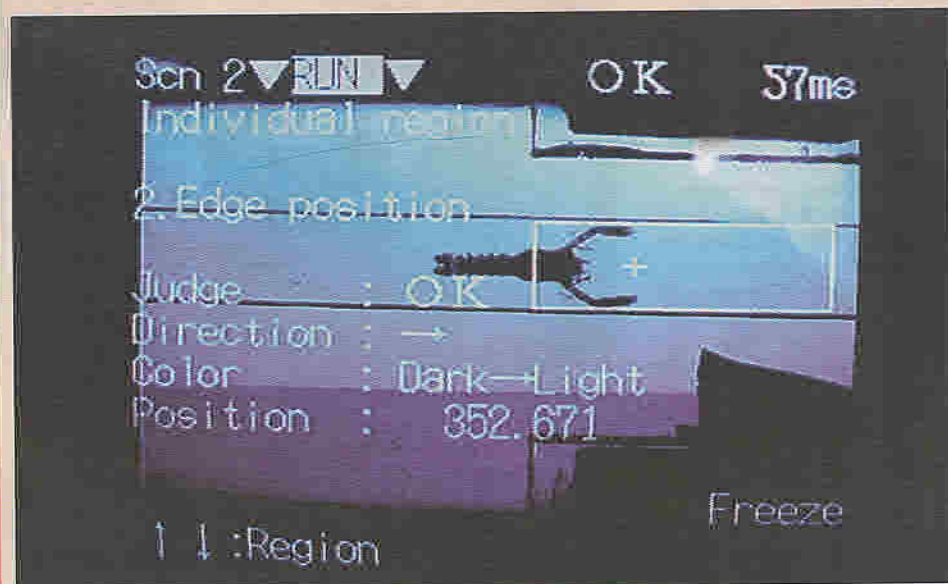 Scn 2▼RUN ▼ OK 57ms
Individual region
2.Edge position
Judge : OK
Direction : →
Color : Dark→Light
Position : 352.671
Freeze
↑ ↓ :Region